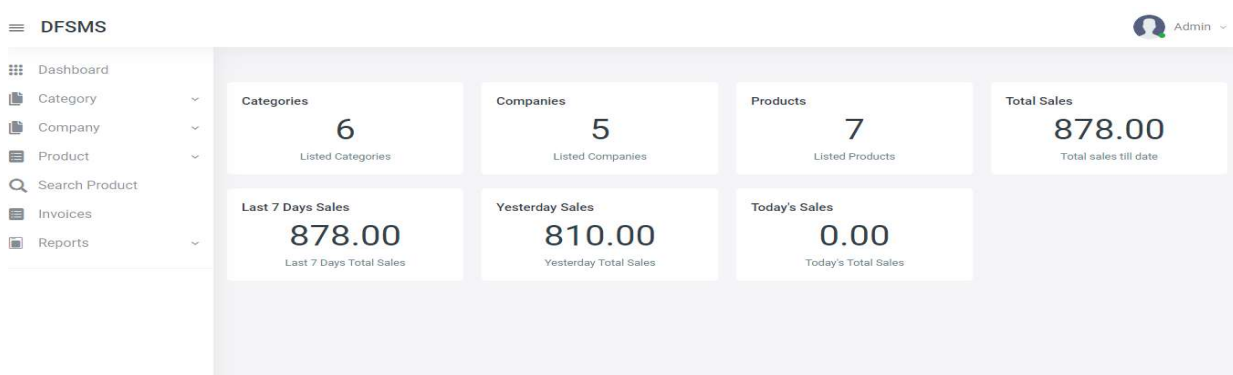 DFSMS
Admin
Dashboard
Category
Company
Product
Search Product
Invoices
Reports
Categories
6
Listed Categories
Companies
5
Listed Companies
Products
7
Listed Products
Total Sales
878.00
Total sales till date
Last 7 Days Sales
878.00
Last 7 Days Total Sales
Yesterday Sales
810.00
Yesterday Total Sales
Today's Sales
0.00
Today's Total Sales